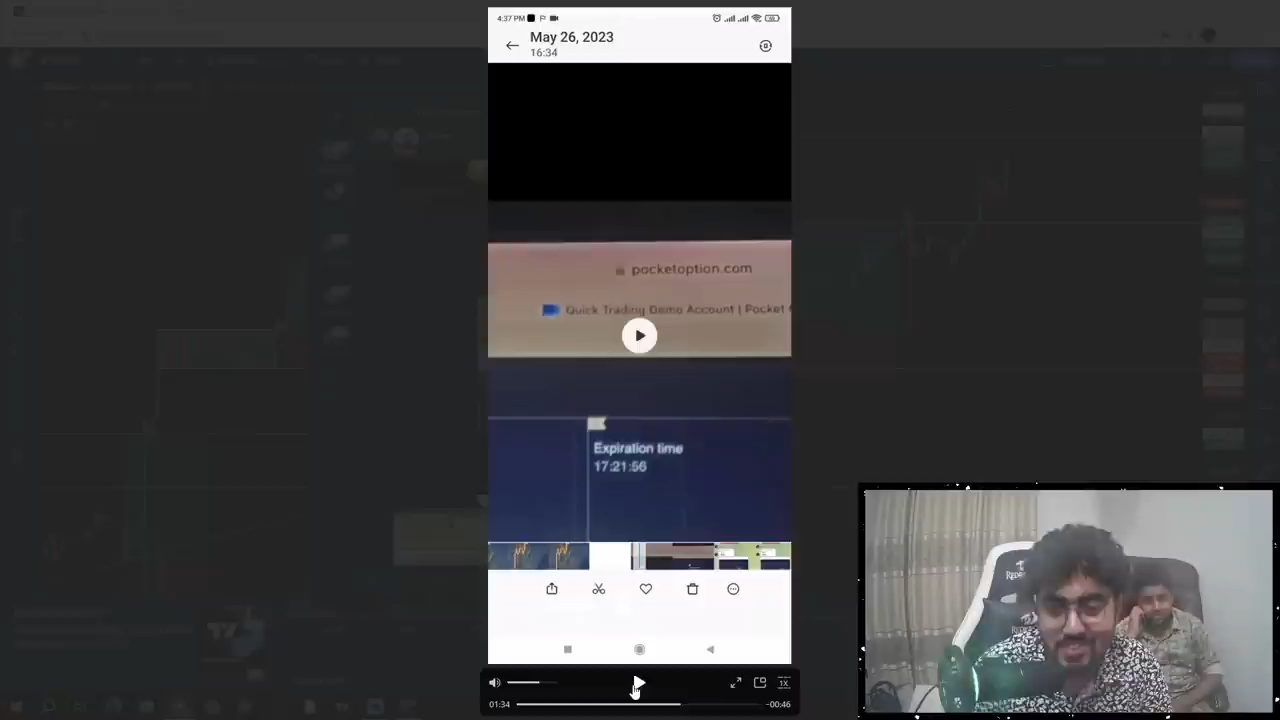 4:37 PM
May 26, 2023
16:34
pocketoption.com
Quick Trading Demo Account | Pocket
Expiration time
17:21:56
01:34
-00:46
1X